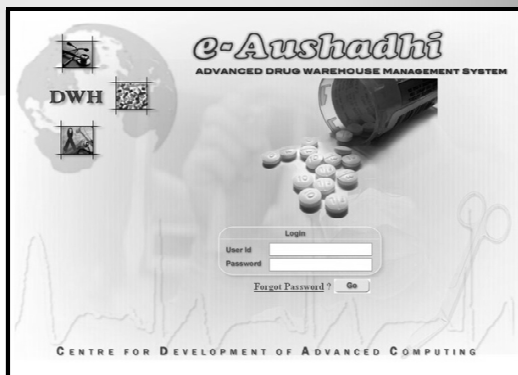 e-Aushadhi
ADVANCED DRUG WAREHOUSE MANAGEMENT SYSTEM
DWH
Login
User Id
Password
Forgot Password ? Go
CENTRE FOR DEVELOPMENT OF ADVANCED COMPUTING